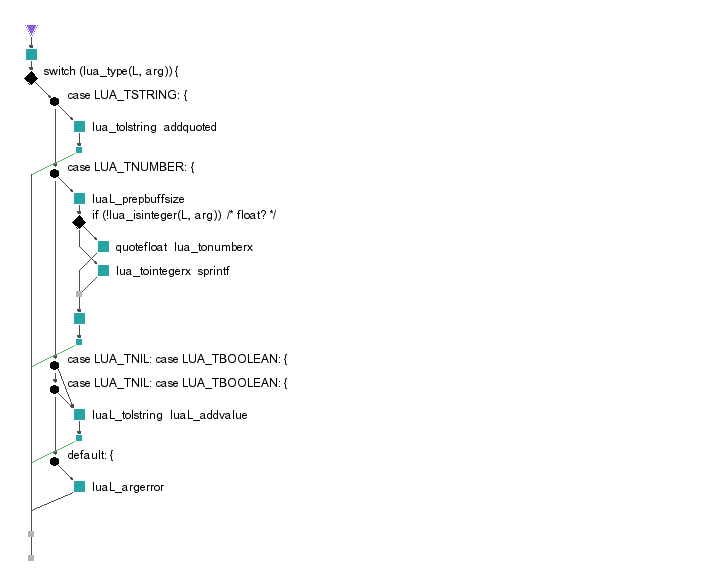 switch (lua_type(L, arg)) {
case LUA_TSTRING: {
lua_tolstring addquoted
case LUA_TNUMBER: {
luaL_prepbuffsize
if (!lua_isinteger(L, arg)) /* float? */
quotefloat lua_tonumberx
lua_tointegerx sprintf
case LUA_TNIL: case LUA_TBOOLEAN: {
case LUA_TNIL: case LUA_TBOOLEAN: {
luaL_tolstring luaL_addvalue
default: {
luaL_argerror